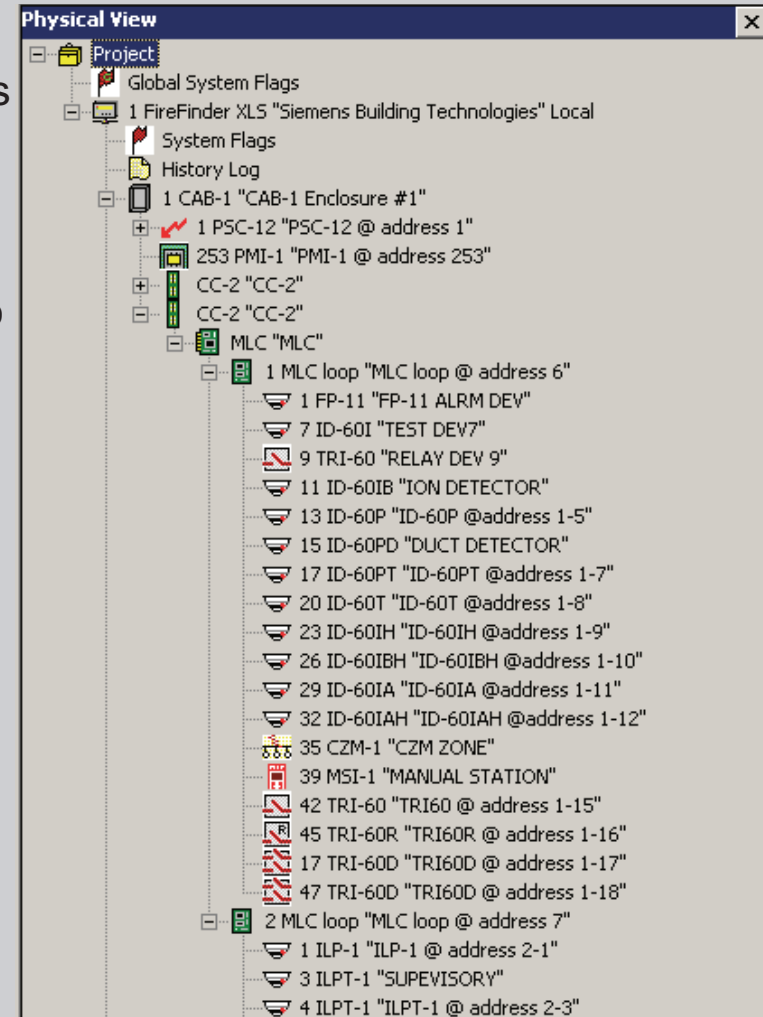 Physical View
Project
s
Global System Flags
1 FireFinder XLS "Siemens Building Technologies" Local
System Flags
History Log
1 CAB-1 "CAB-1 Enclosure #1"
1 PSC-12 "PSC-12 @ address 1"
253 PMI-1 "PMI-1 @ address 253"
CC-2 "CC-2"
CC-2 "CC-2"
MLC "MLC"
1 MLC loop "MLC loop @ address 6"
1 FP-11 "FP-11 ALRM DEV"
7 ID-60I "TEST DEV7"
9 TRI-60 "RELAY DEV 9"
11 ID-60IB "ION DETECTOR"
13 ID-60P "ID-60P @address 1-5"
15 ID-60PD "DUCT DETECTOR"
17 ID-60PT "ID-60PT @address 1-7"
20 ID-60T "ID-60T @address 1-8"
23 ID-60IH "ID-60IH @address 1-9"
26 ID-60IBH "ID-60IBH @address 1-10"
29 ID-60IA "ID-60IA @address 1-11"
32 ID-60IAH "ID-60IAH @address 1-12"
35 CZM-1 "CZM ZONE"
39 MSI-1 "MANUAL STATION"
42 TRI-60 "TRI60 @ address 1-15"
R
45 TRI-60R "TRI60R @ address 1-16"
17 TRI-60D "TRI60D @ address 1-17"
47 TRI-60D "TRI60D @ address 1-18"
2 MLC loop "MLC loop @ address 7"
1 ILP-1 "ILP-1 @ address 2-1"
3 ILPT-1 "SUPEVISORY"
4 ILPT-1 "ILPT-1 @ address 2-3"